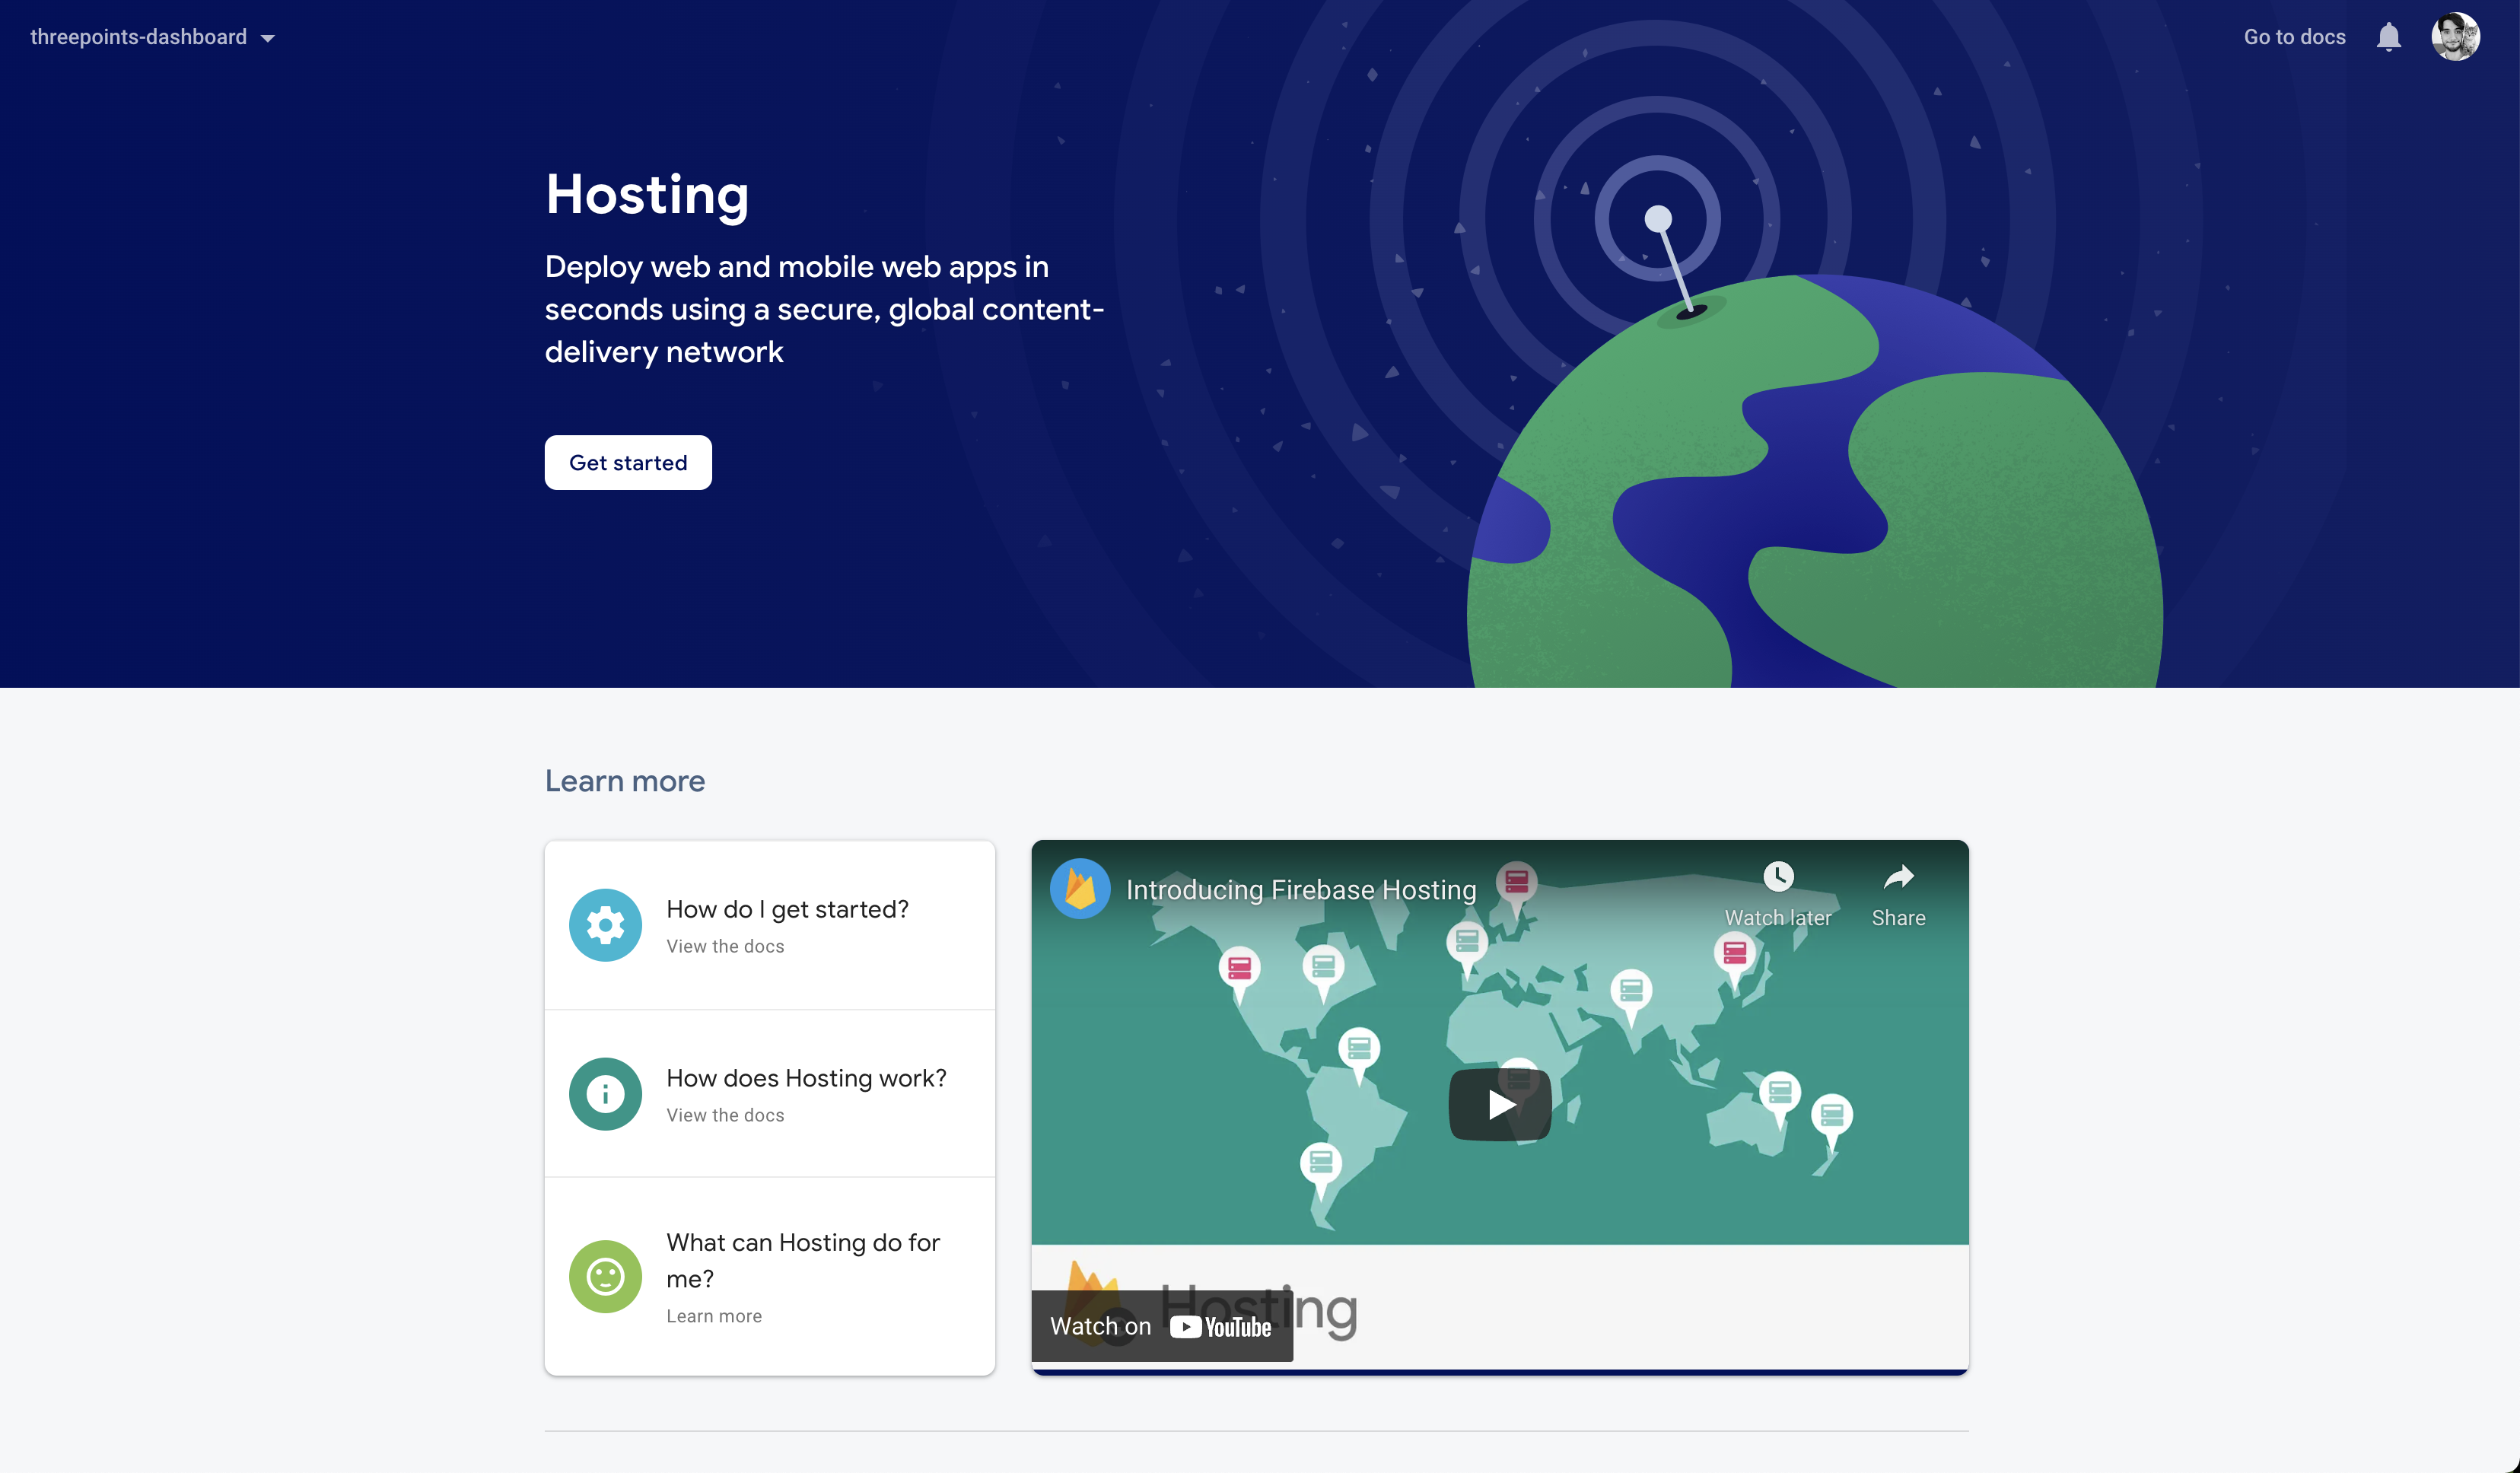 threepoints-dashboard
Go to docs
Hosting
Deploy web and mobile web apps in
seconds using a secure, global content-
delivery network
Get started
Learn more
How do I get started?
View the docs
How does Hosting work?
View the docs
What can Hosting do for
me?
Learn more
Introducing Firebase Hosting
Watch later
Share
Hosting
Watch on YouTube